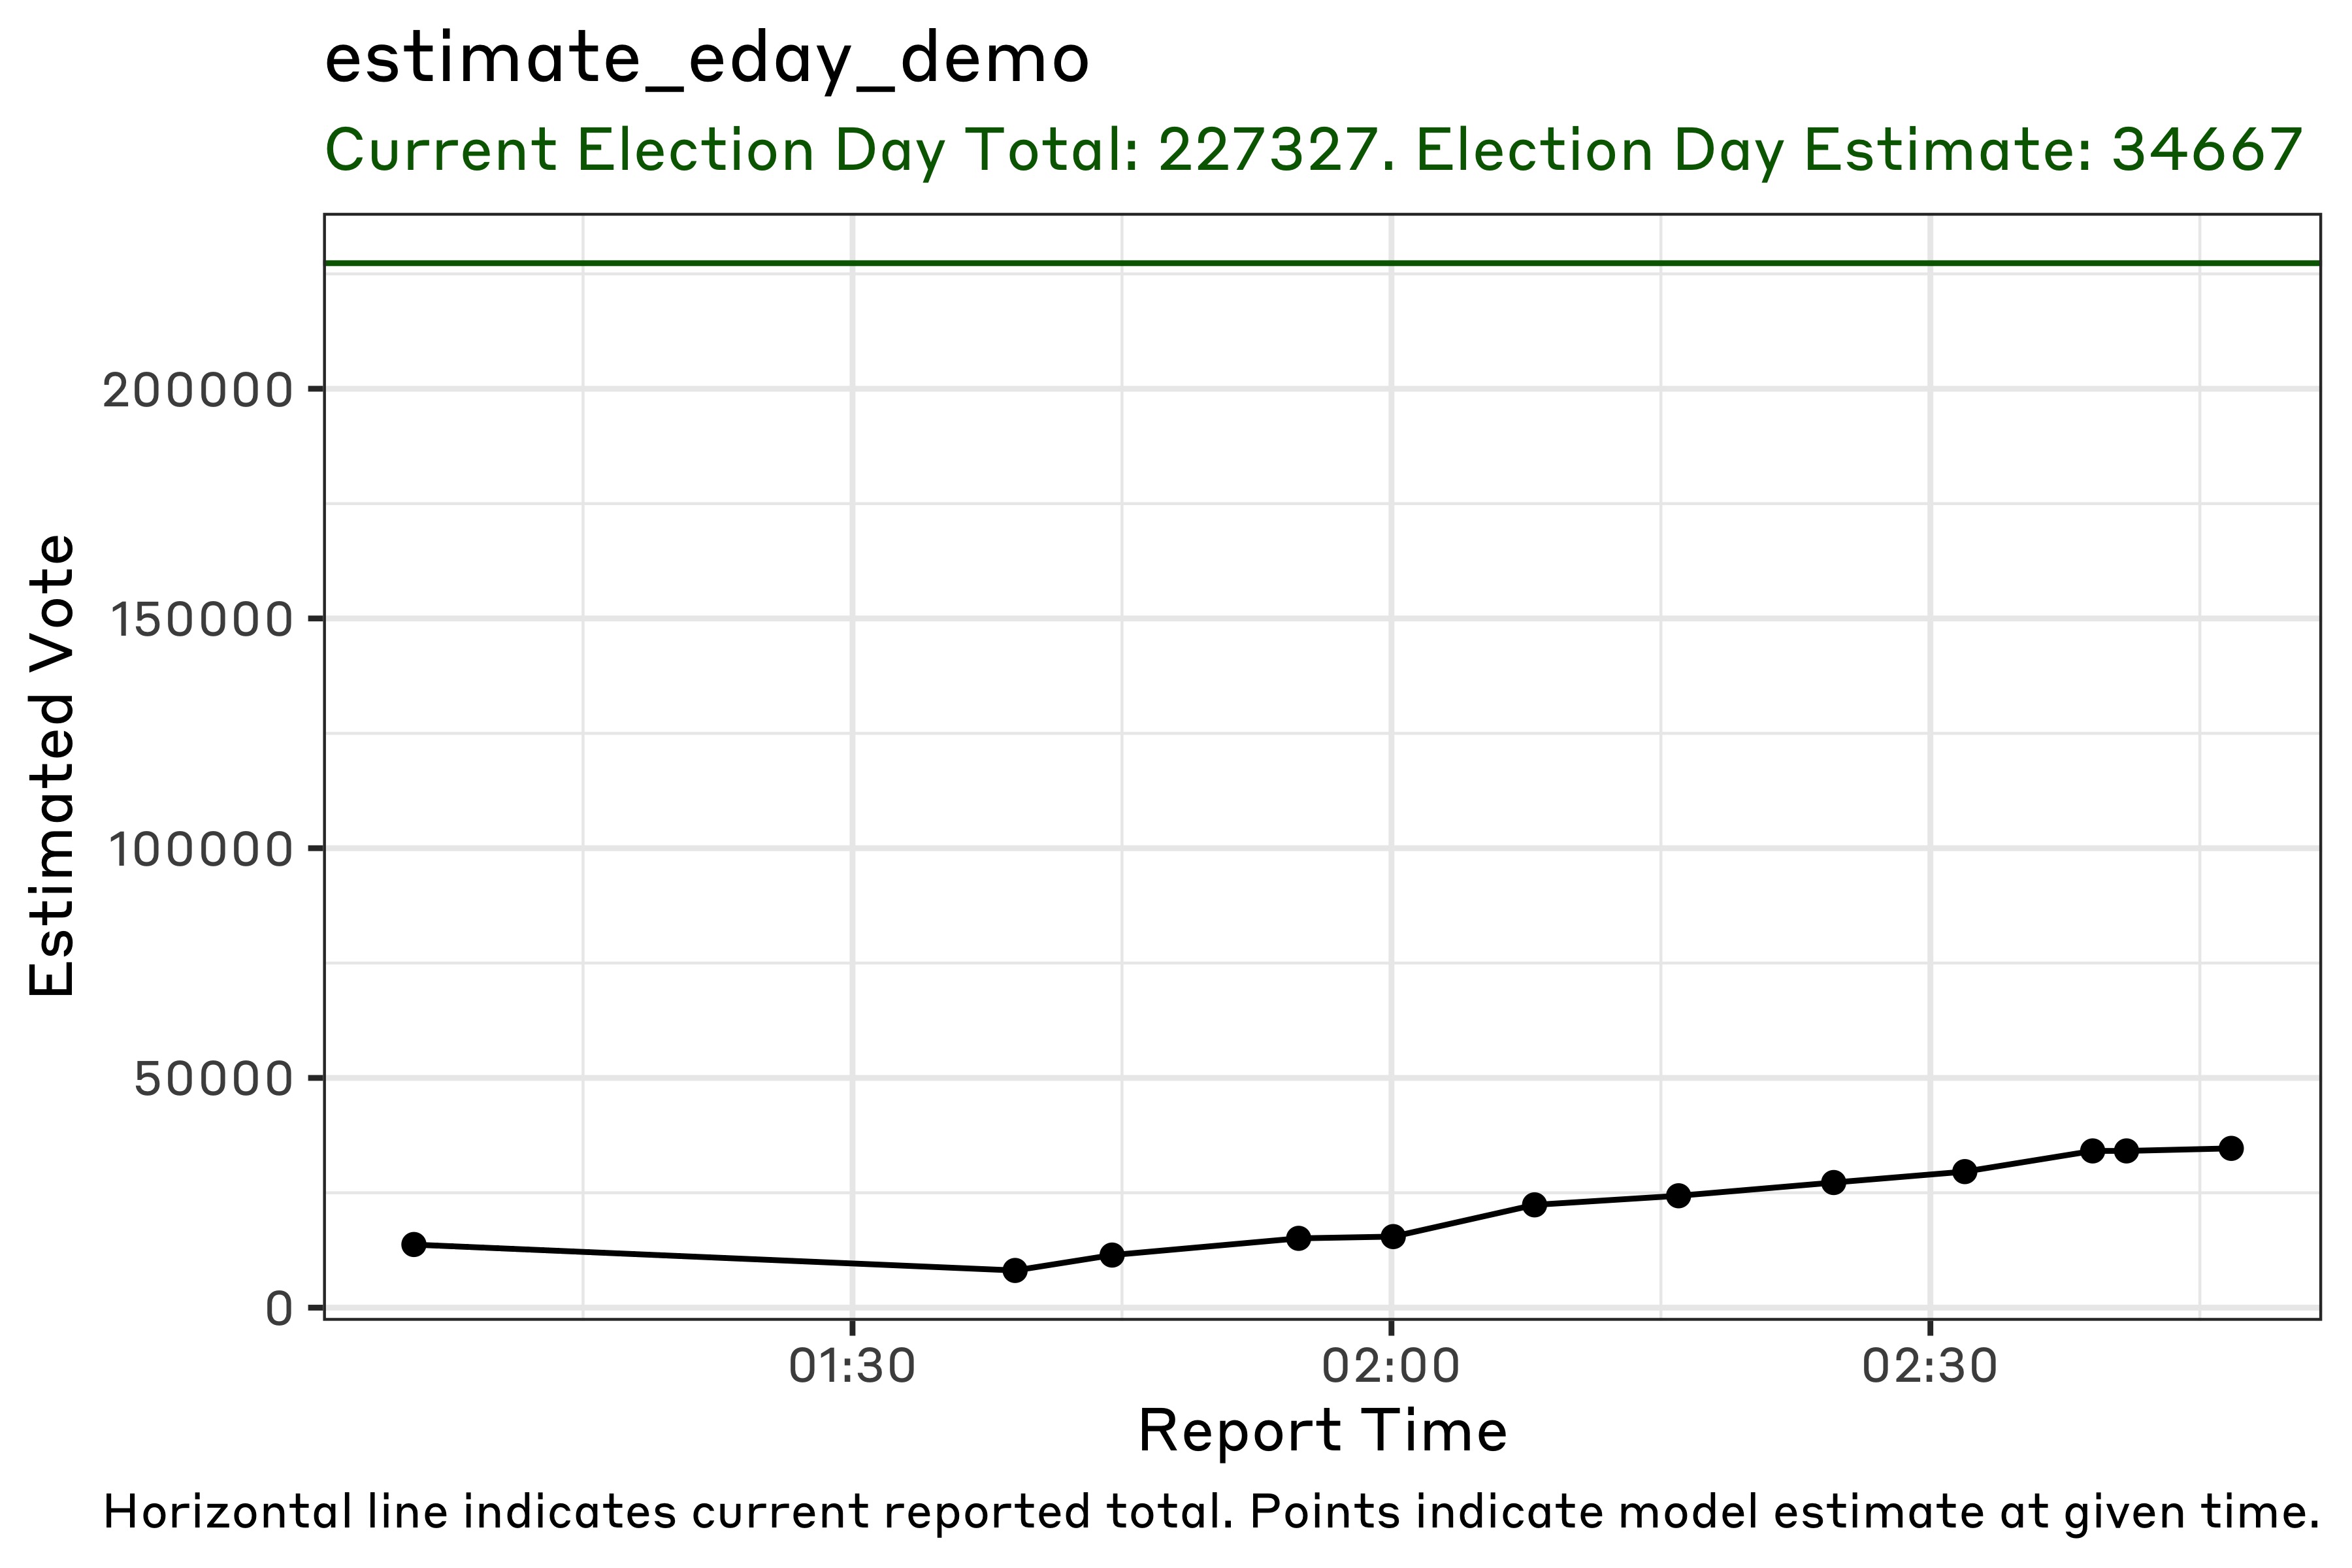 estimate_eday_demo
Current Election Day Total: 227327. Election Day Estimate: 34667
200000
150000
100000
50000
0
Estimated Vote
01:30 02:00 02:30
Report Time
Horizontal line indicates current reported total. Points indicate model estimate at given time.